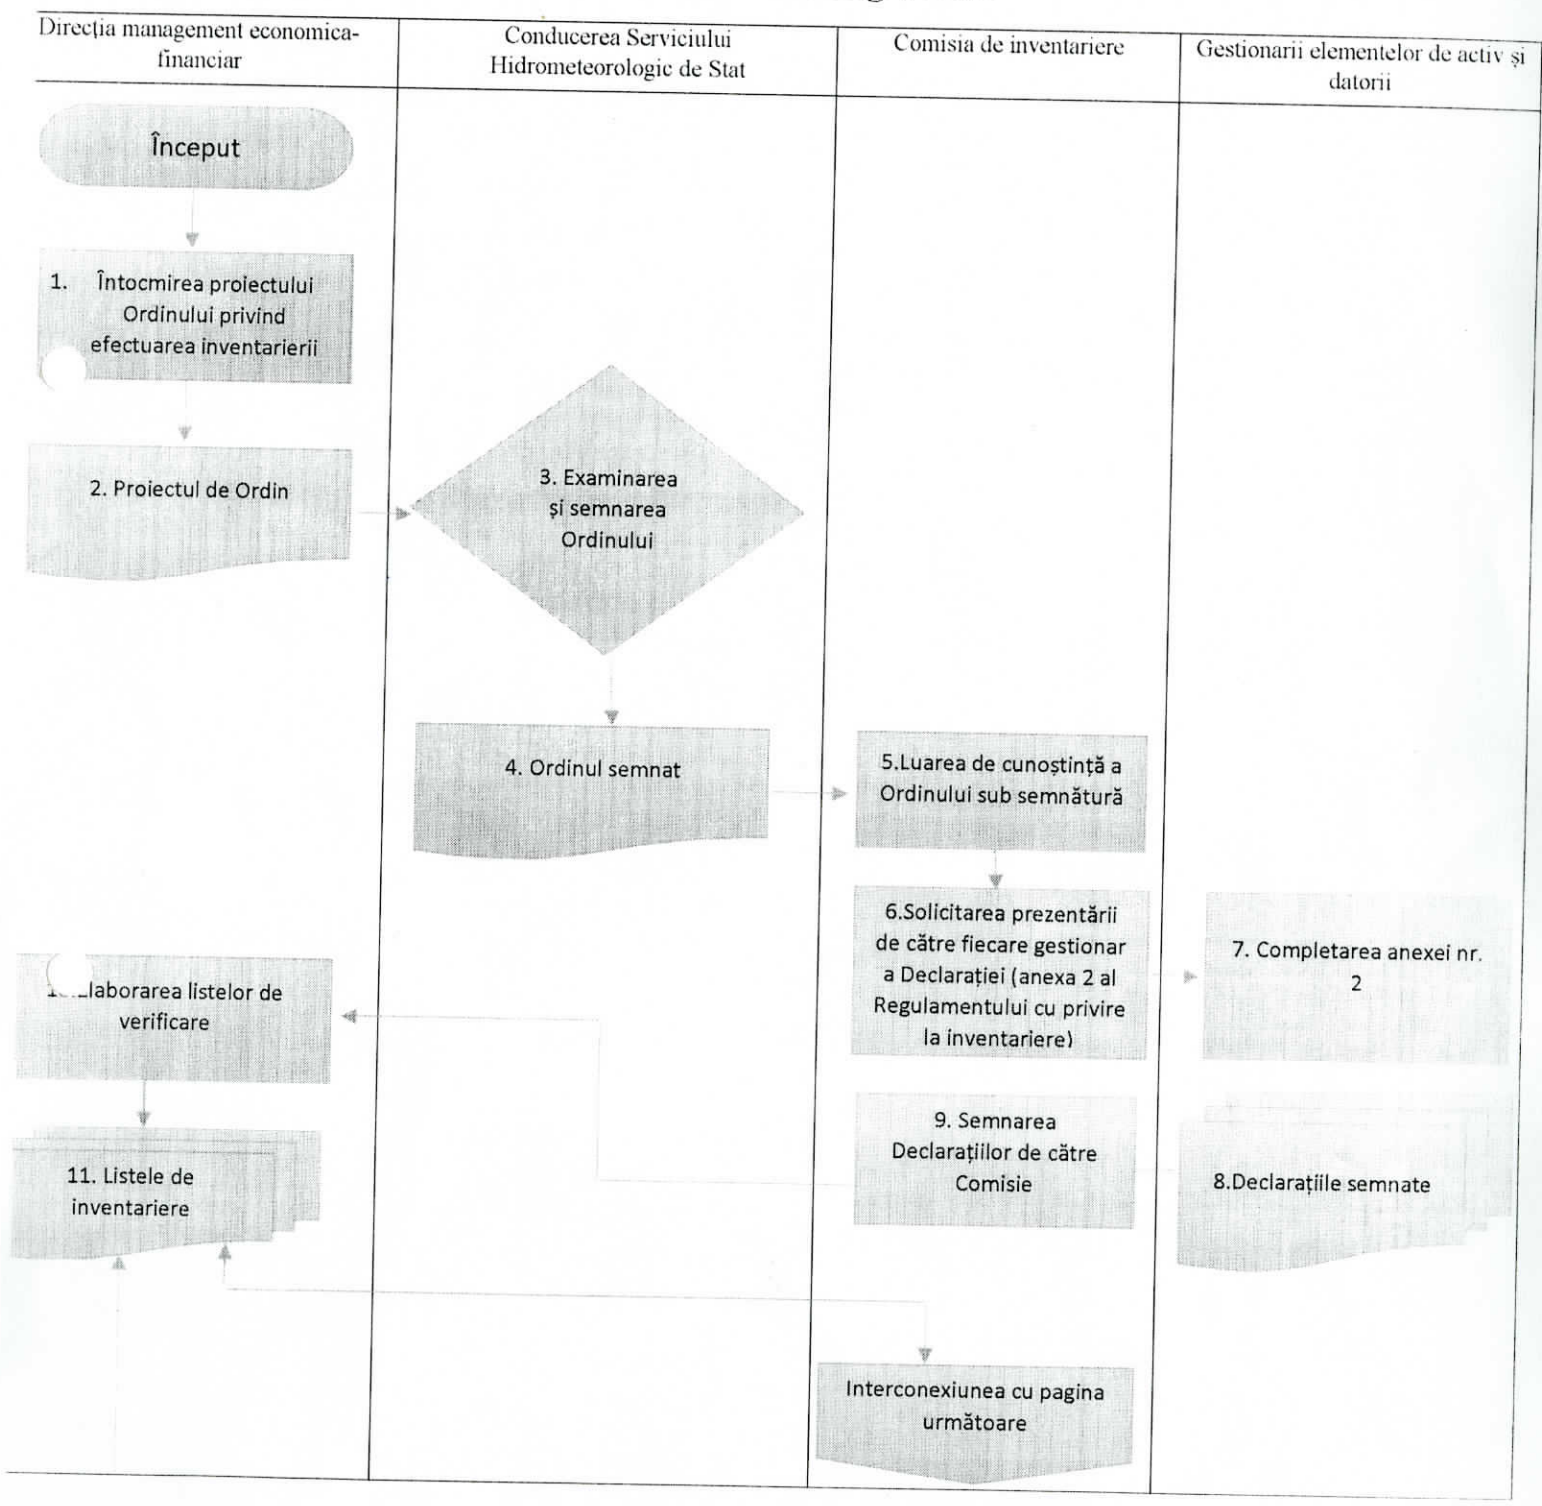 Direcția management economica-
financiar
Conducerea Serviciului
Hidrometeorologic de Stat
Comisia de inventariere
Gestionarii elementelor de activ și
datorii
Început
1. Întocmirea proiectului
Ordinului privind
efectuarea inventarierii
2. Proiectul de Ordin
3. Examinarea
și semnarea
Ordinului
4. Ordinul semnat
5.Luarea de cunoștință a
Ordinului sub semnătură
6.Solicitarea prezentării
de către fiecare gestionar
a Declarației (anexa 2 al
Regulamentului cu privire
la inventariere)
7. Completarea anexei nr.
2
8.Declarațiile semnate
9. Semnarea
Declarațiilor de către
Comisie
laborarea listelor de
verificare
11. Listele de
inventariere
Interconexiunea cu pagina
următoare